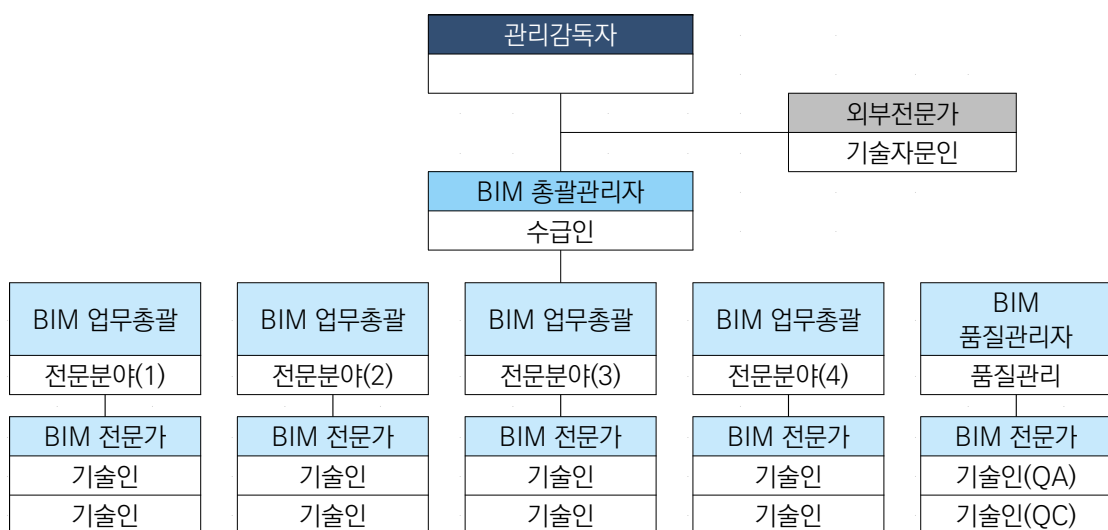 관리감독자
외부전문가
기술자문인
BIM 총괄관리자
수급인
BIM 업무총괄
전문분야(1)
BIM 업무총괄
전문분야(2)
BIM 업무총괄
전문분야(3)
BIM 업무총괄
전문분야(4)
BIM
품질관리자
품질관리
BIM 전문가
기술인
기술인
BIM 전문가
기술인
기술인
BIM 전문가
기술인
기술인
BIM 전문가
기술인
기술인
BIM 전문가
기술인(QA)
기술인(QC)